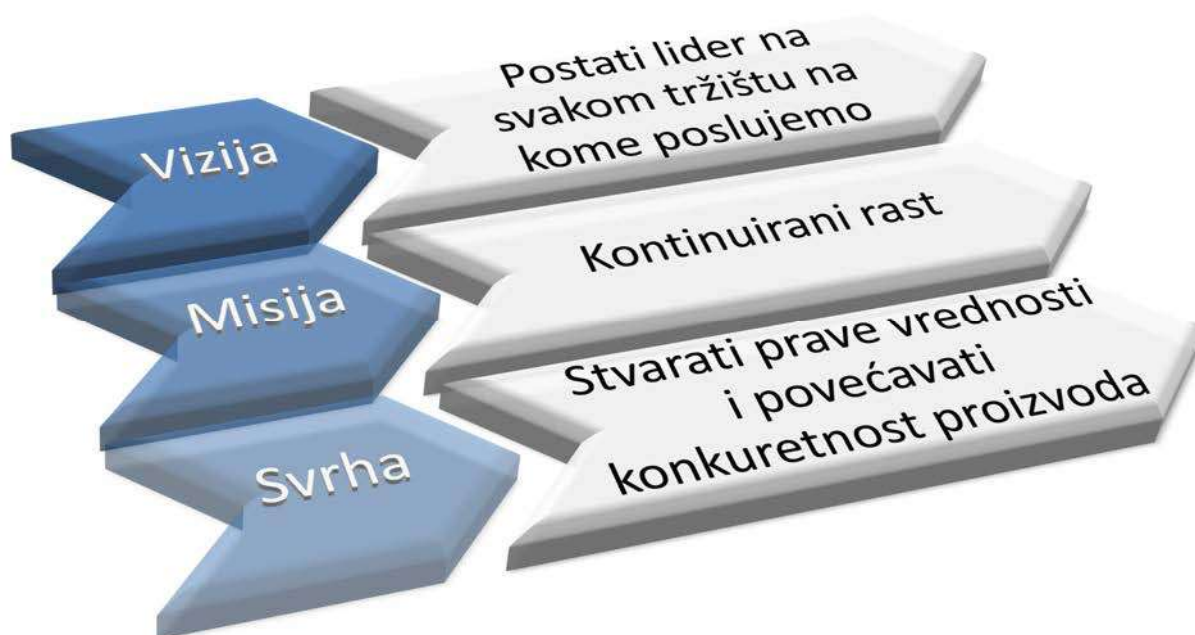 Vizija
Postati lider na
svakom tržištu na
kome poslujemo
Misija
Kontinuirani rast
Svrha
Stvarati prave vrednosti
i povećavati
konkuretnost proizvoda